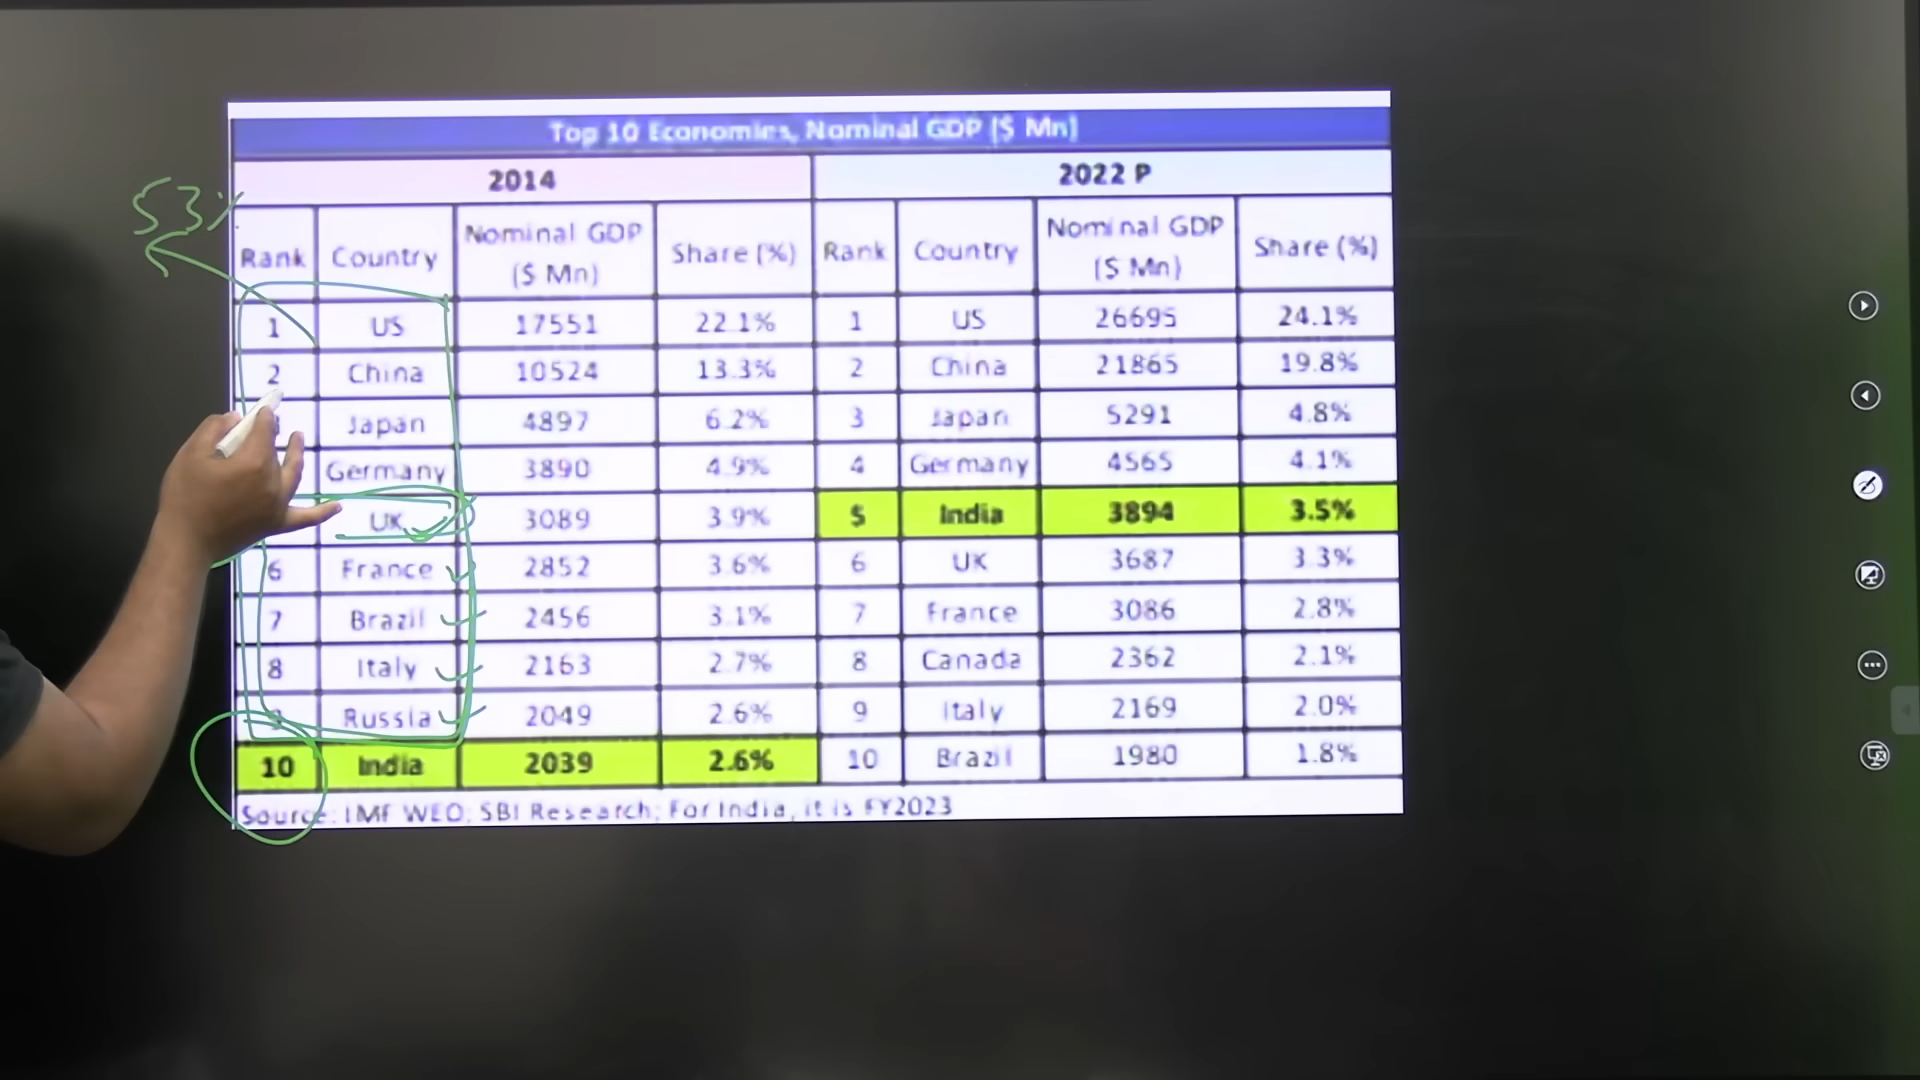 Top 10 Economies, Nominal GDP ($ Mn)
2014 2022 P
53%
Rank Country Nominal GDP ($ Mn) Share (%) Rank Country Nominal GDP ($ Mn) Share (%)
1 US 17551 22.1% 1 US 26695 24.1%
2 China 10524 13.3% 2 China 21865 19.8%
Japan 4897 6.2% 3 Japan 5291 4.8%
Germany 3890 4.9% 4 Germany 4565 4.1%
UK 3089 3.9% $ India 3894 3.5%
6 France 2852 3.6% 6 UK 3687 3.3%
7 Brazil 2456 3.1% 7 France 3086 2.8%
8 Italy 2163 2.7% 8 Canada 2362 2.1%
9 Russia 2049 2.6% 9 Italy 2169 2.0%
10 India 2039 2.6% 10 Brazil 1980 1.8%
Source: IMF WEO; SBI Research; For India, it is FY2023